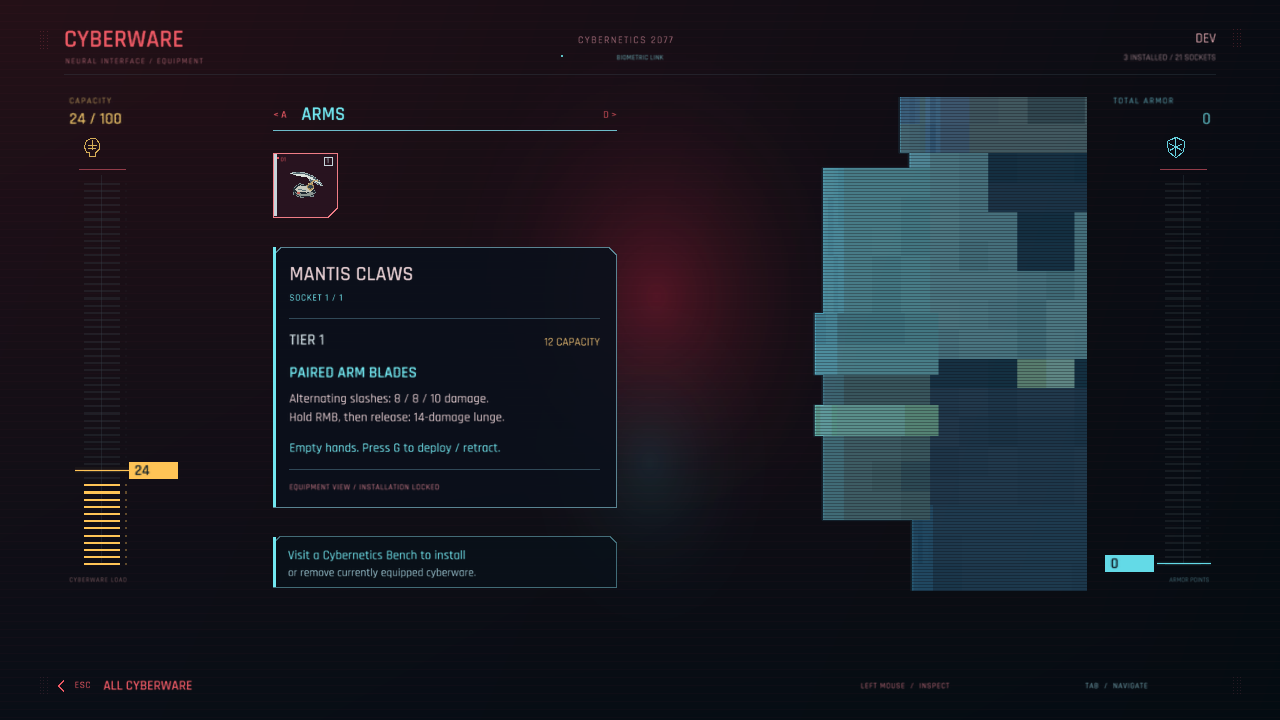 CYBERWARE
NEURAL INTERFACE / EQUIPMENT
CYBERNETICS 2077
BIOMETRIC LINK
DEV
3 INSTALLED / 21 SOCKETS
CAPACITY
24 / 100
< A ARMS D >
TOTAL ARMOR
0
MANTIS CLAWS
SOCKET 1 / 1
TIER 1
12 CAPACITY
PAIRED ARM BLADES
Alternating slashes: 8 / 8 / 10 damage.
Hold RMB, then release: 14-damage lunge.
Empty hands. Press G to deploy / retract.
EQUIPMENT VIEW / INSTALLATION LOCKED
24
CYBERWARE LOAD
Visit a Cybernetics Bench to install
or remove currently equipped cyberware.
0
ARMOR POINTS
ESC ALL CYBERWARE
LEFT MOUSE / INSPECT
TAB / NAVIGATE